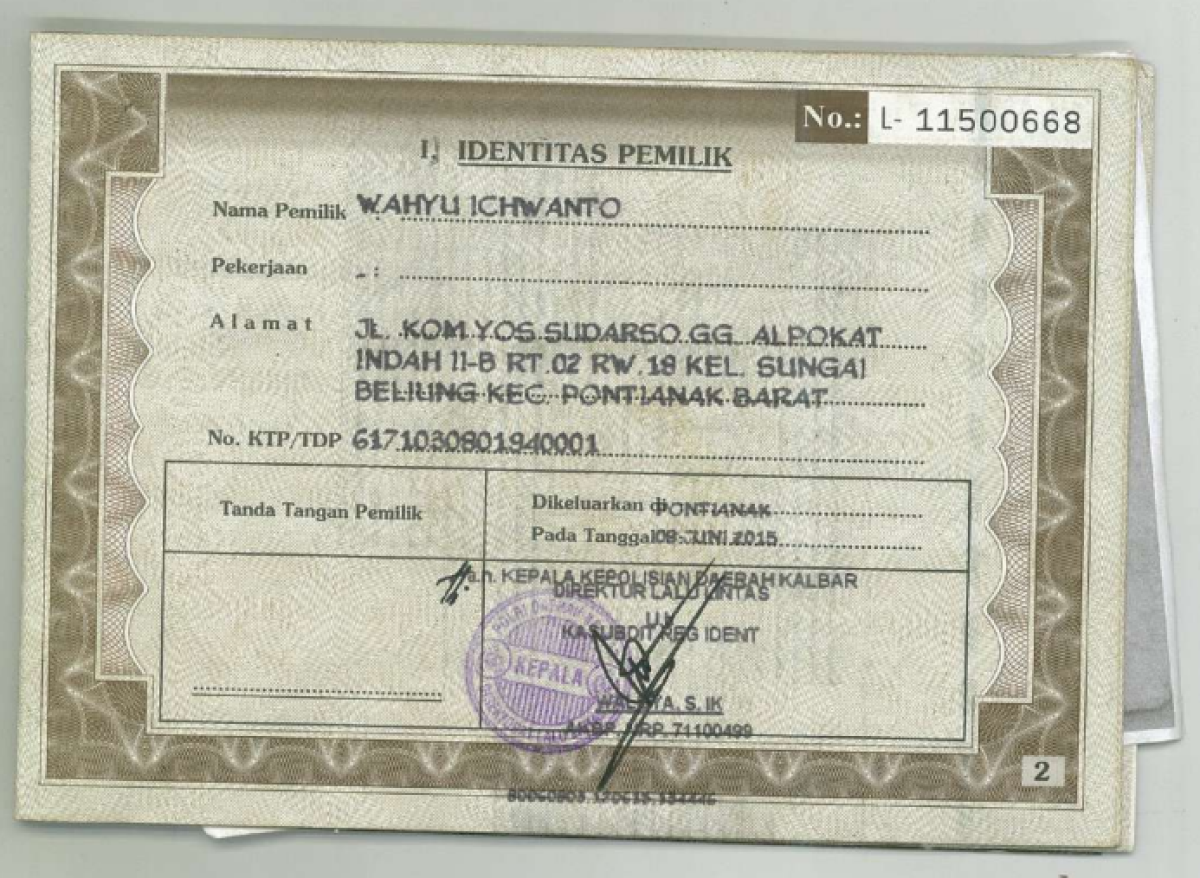 No.: L- 11500668
I. IDENTITAS PEMILIK
Nama Pemilik WAHYU ICHWANTO
Pekerjaan - :
Alamat JL. KOM.YOS SUDARSO GG. ALPOKAT
INDAH II-B RT.02 RW.18 KEL. SUNGAI
BELIUNG KEC. PONTIANAK BARAT
No. KTP/TDP 6171030801940001
Tanda Tangan Pemilik
Dikeluarkan di PONTIANAK
Pada Tanggal JUNI 2015
a.n. KEPALA KEPOLISIAN DAERAH KALBAR
DIREKTUR LALU LINTAS
KASUBDIT REG IDENT
KEPALA
S. IK
71100499
2